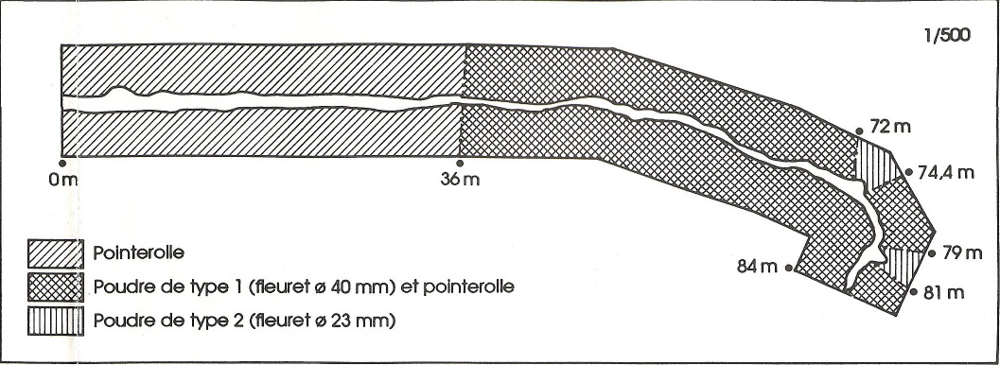 1/500
72 m
74,4 m
0 m
36 m
79 m
84 m
81 m
Pointerolle
Poudre de type 1 (fleuret ø 40 mm) et pointerolle
Poudre de type 2 (fleuret ø 23 mm)